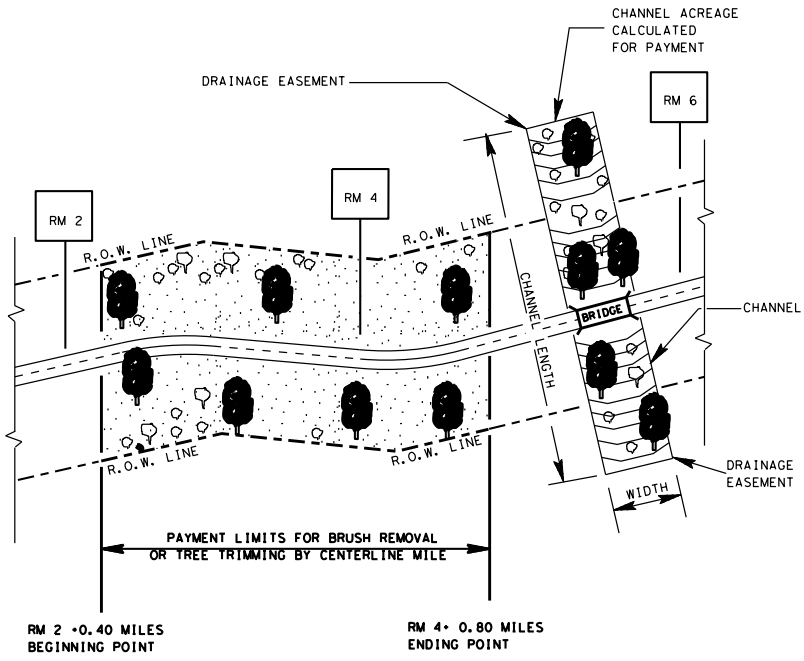 CHANNEL ACREAGE
CALCULATED
FOR PAYMENT
DRAINAGE EASEMENT
RM 6
RM 4
RM 2
R.O.W. LINE
R.O.W. LINE
CHANNEL LENGTH
BRIDGE
CHANNEL
R.O.W. LINE
R.O.W. LINE
DRAINAGE
EASEMENT
WIDTH
PAYMENT LIMITS FOR BRUSH REMOVAL
OR TREE TRIMMING BY CENTERLINE MILE
RM 2 +0.40 MILES
BEGINNING POINT
RM 4+ 0.80 MILES
ENDING POINT